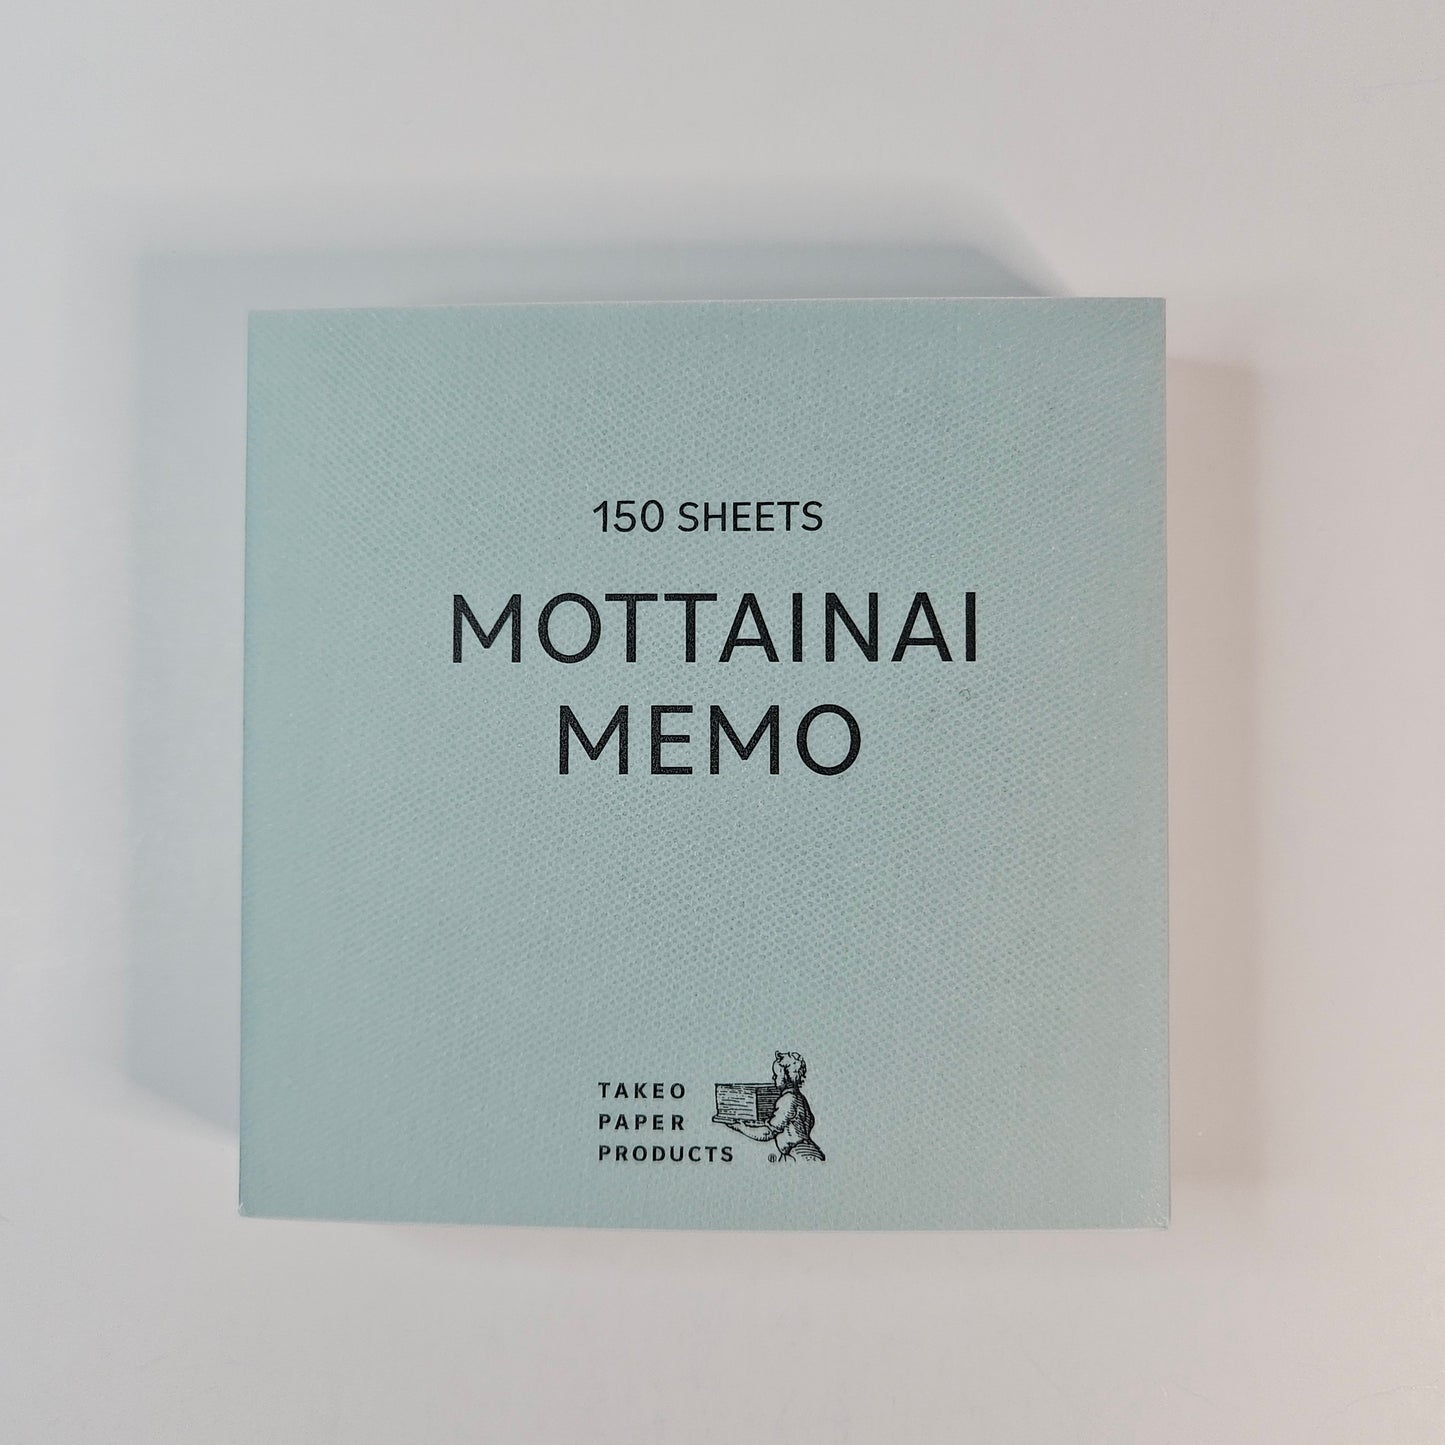 150 SHEETS
MOTTAINAI
MEMO
TAKEO
PAPER
PRODUCTS
®